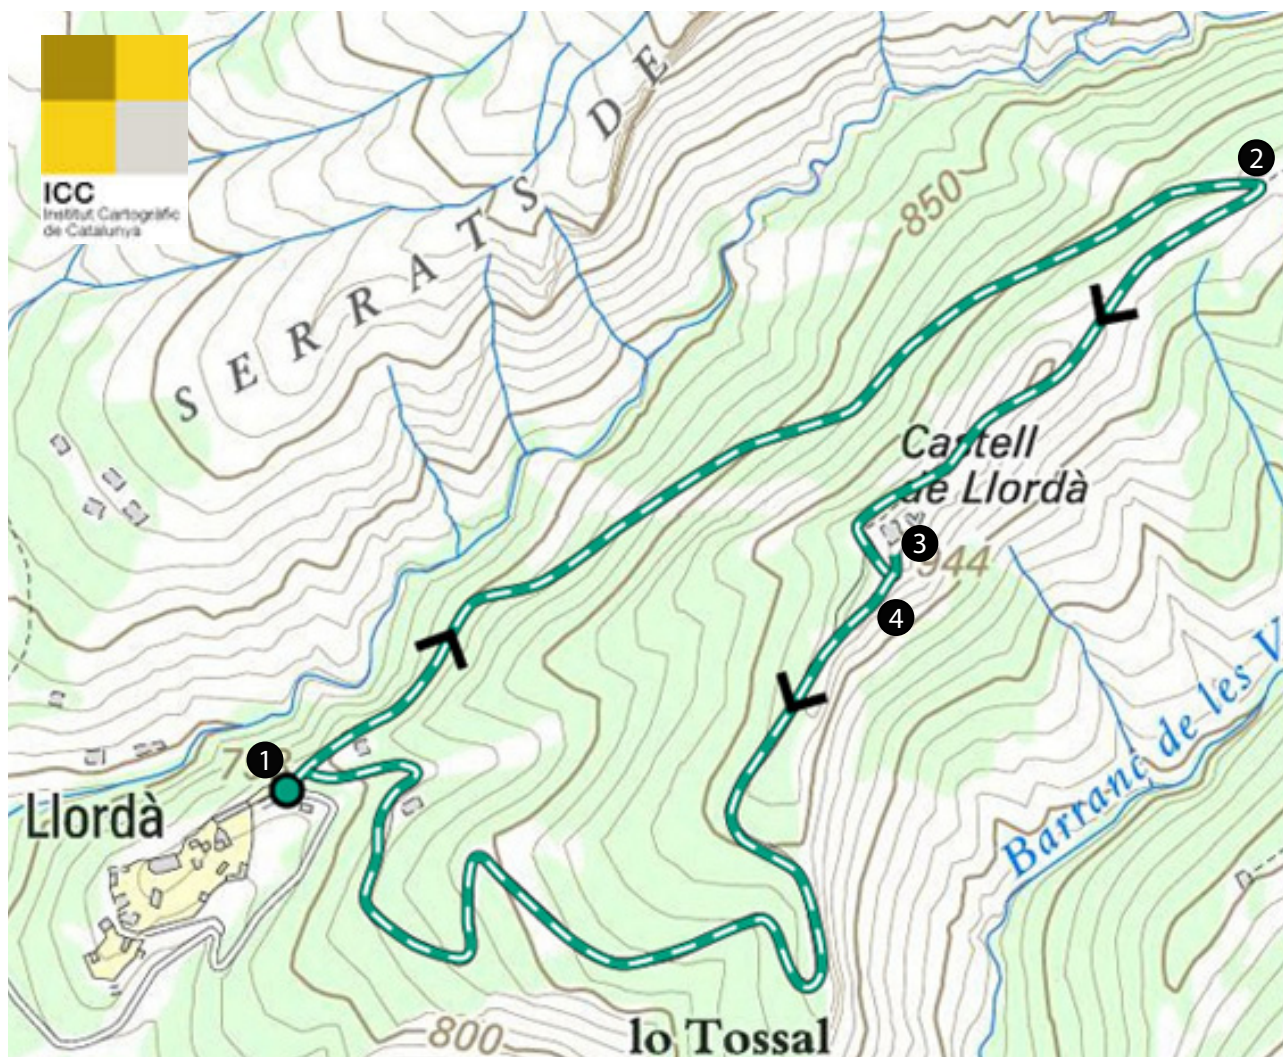 ICC
Institut Cartogràfic
de Catalunya
SERRATS DE
2
850
Castell
de Llordà
3
944
4
1
Llordà
Barranc de les V
800
lo Tossal